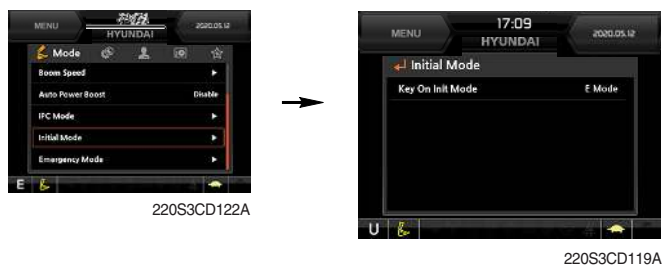 MENU
HYUNDAI
2020.05.12
Mode
Boom Speed
Auto Power Boost Disable
IPC Mode
Initial Mode
Emergency Mode
E
220S3CD122A
MENU
17:09
HYUNDAI
2020.05.12
Initial Mode
Key On Init Mode E Mode
U
220S3CD119A